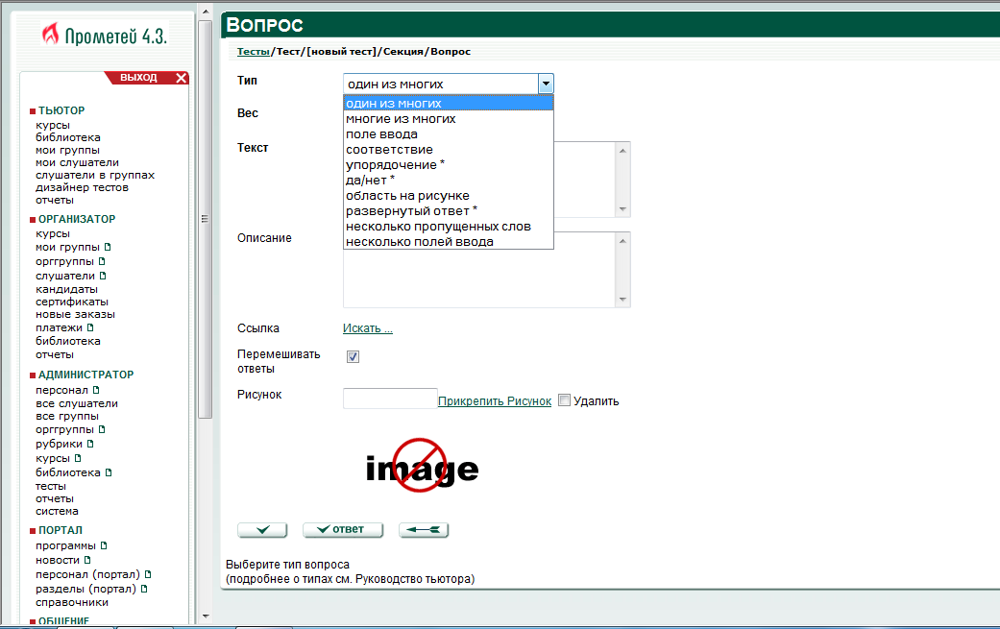 Прометей 4.3.
ВЫХОД
ТЬЮТОР
курсы
библиотека
мои группы
мои слушатели
слушатели в группах
дизайнер тестов
отчеты
ОРГАНИЗАТОР
курсы
мои группы
орггруппы
слушатели
кандидаты
сертификаты
новые заказы
платежи
библиотека
отчеты
АДМИНИСТРАТОР
персонал
все слушатели
все группы
орггруппы
рубрики
курсы
библиотека
тесты
отчеты
система
ПОРТАЛ
программы
новости
персонал (портал)
разделы (портал)
справочники
ОБЩЕНИЕ
Вопрос
Тесты/Тест/[новый тест]/Секция/Вопрос
Тип
один из многих
один из многих
многие из многих
поле ввода
соответствие
упорядочение *
да/нет *
область на рисунке
развернутый ответ *
несколько пропущенных слов
несколько полей ввода
Вес
Текст
Описание
Ссылка
Искать ...
Перемешивать
ответы
Рисунок
Прикрепить Рисунок
Удалить
image
ответ
Выберите тип вопроса
(подробнее о типах см. Руководство тьютора)